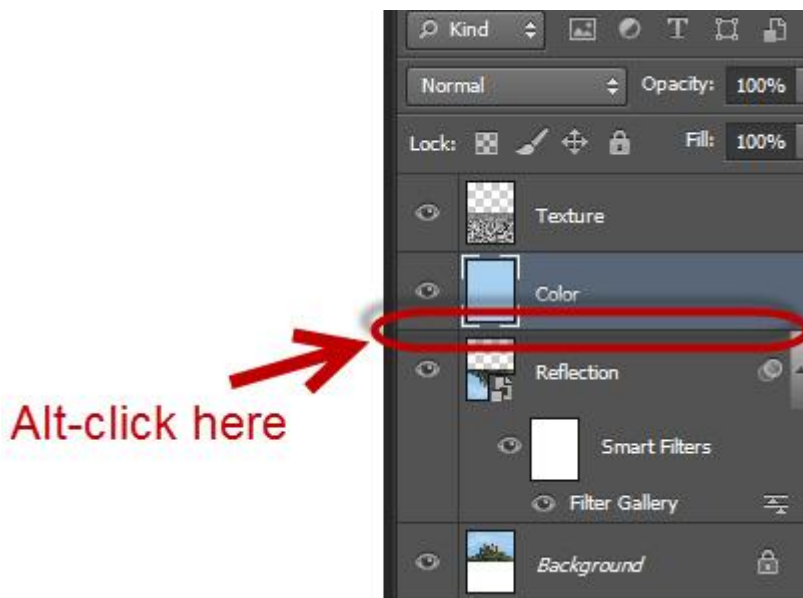 Kind
Normal Opacity: 100%
Lock: Fill: 100%
Texture
Color
Reflection
Alt-click here
Smart Filters
Filter Gallery
Background